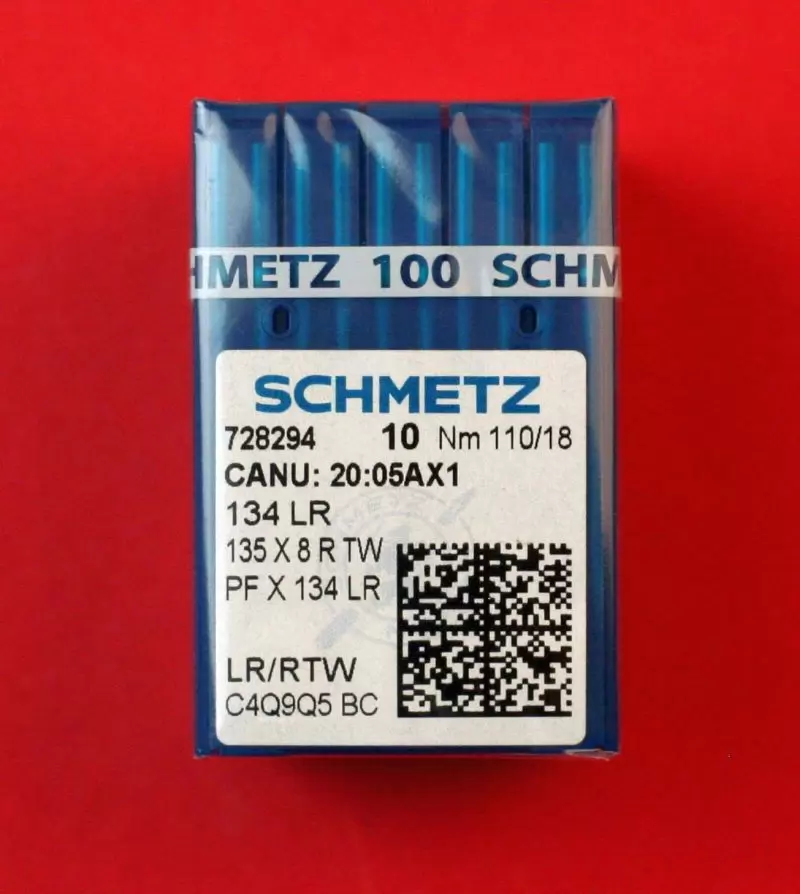 HMETZ 100 SCHM
SCHMETZ
728294 10 Nm 110/18
CANU: 20:05AX1
134 LR
135 X 8 R TW
PF X 134 LR
LR/RTW
C4Q9Q5 BC